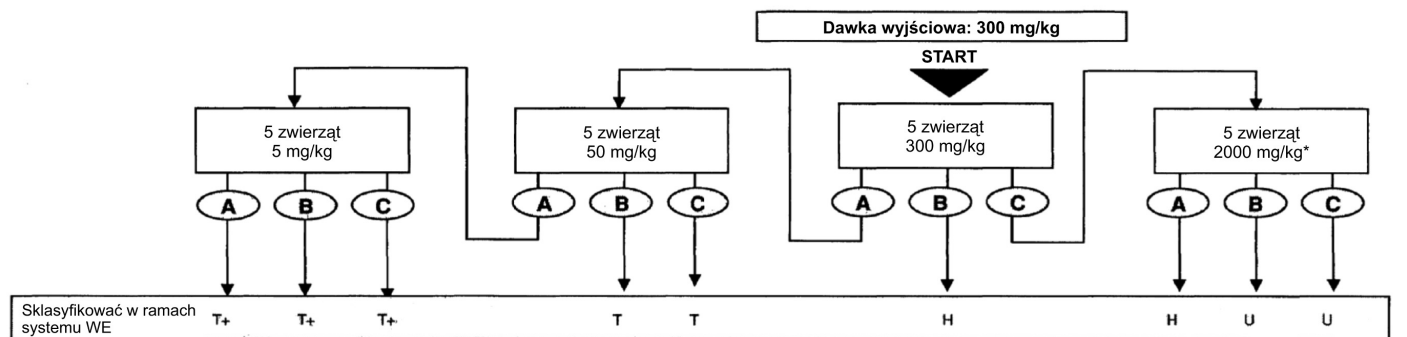 Dawka wyjściowa: 300 mg/kg
START
5 zwierząt
5 mg/kg
5 zwierząt
50 mg/kg
5 zwierząt
300 mg/kg
5 zwierząt
2000 mg/kg*
A B C A B C A B C A B C
Sklasyfikować w ramach
systemu WE
T+ T+ T+ T T H H U U